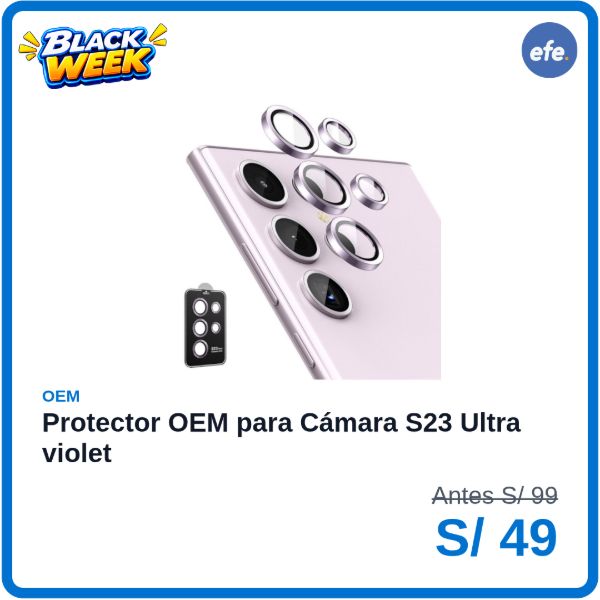 BLACK
WEEK
efe.
OEM
Protector OEM para Cámara S23 Ultra
violet
Antes S/ 99
S/ 49